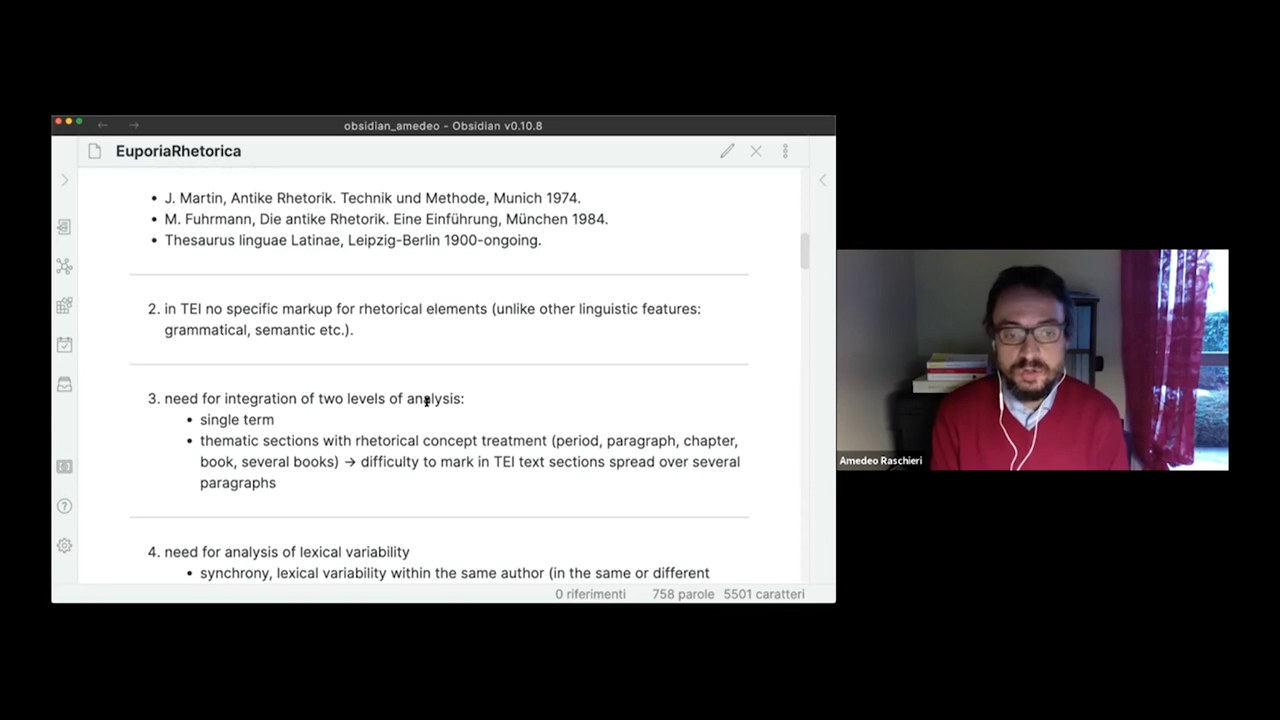 obsidian_amedeo - Obsidian v0.10.8
EuporiaRhetorica
• J. Martin, Antike Rhetorik. Technik und Methode, Munich 1974.
• M. Fuhrmann, Die antike Rhetorik. Eine Einführung, München 1984.
• Thesaurus linguae Latinae, Leipzig-Berlin 1900-ongoing.
2. in TEI no specific markup for rhetorical elements (unlike other linguistic features:
grammatical, semantic etc.).
3. need for integration of two levels of analysis:
• single term
• thematic sections with rhetorical concept treatment (period, paragraph, chapter,
book, several books) → difficulty to mark in TEI text sections spread over several
paragraphs
4. need for analysis of lexical variability
• synchrony, lexical variability within the same author (in the same or different
0 riferimenti 758 parole 5501 caratteri
Amedeo Raschieri